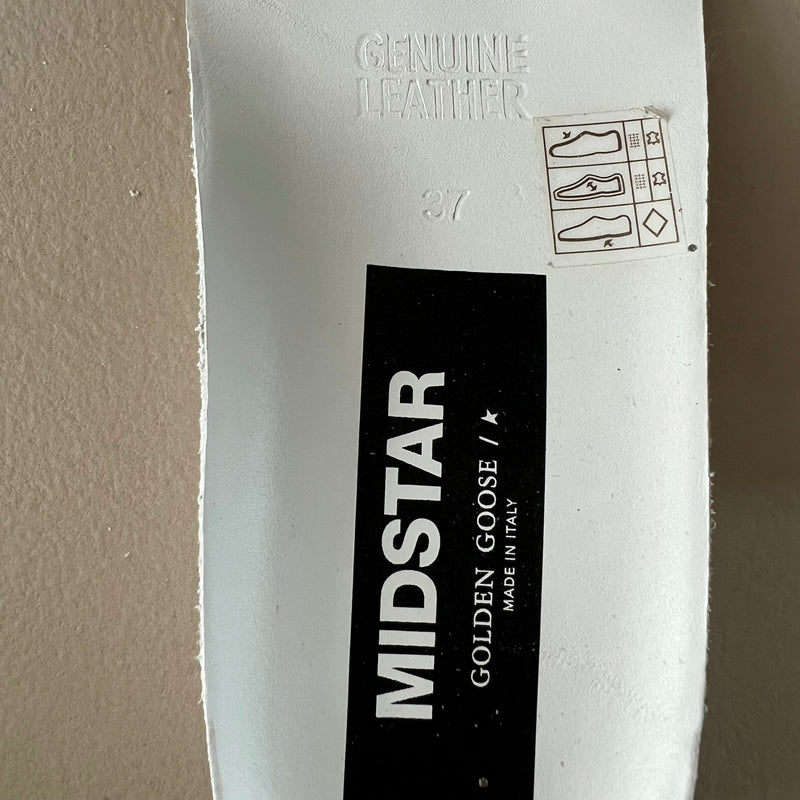 GENUINE
LEATHER
37
MIDSTAR
GOLDEN GOOSE / ★
MADE IN ITALY